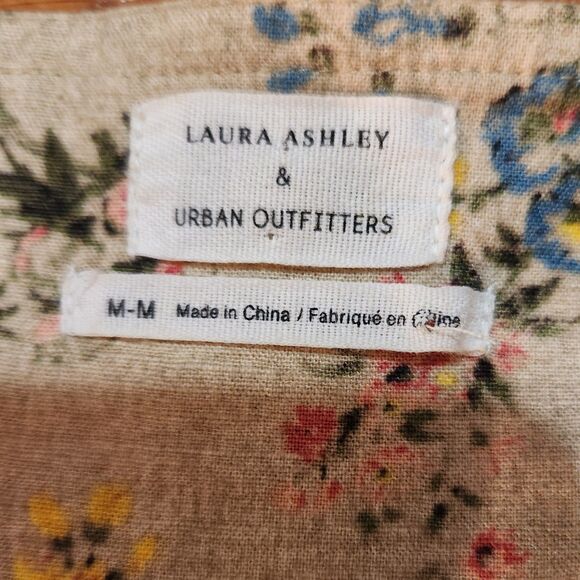 LAURA ASHLEY
&
URBAN OUTFITTERS
M-M Made in China / Fabriqué en Chine